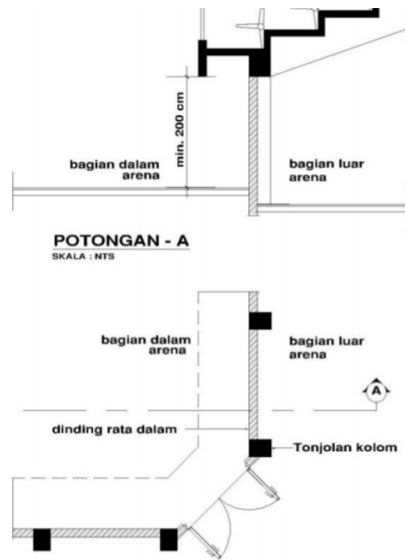 min. 200 cm
bagian dalam
arena
bagian luar
arena
POTONGAN - A
SKALA : NTS
bagian dalam
arena
bagian luar
arena
A
dinding rata dalam
Tonjolan kolom